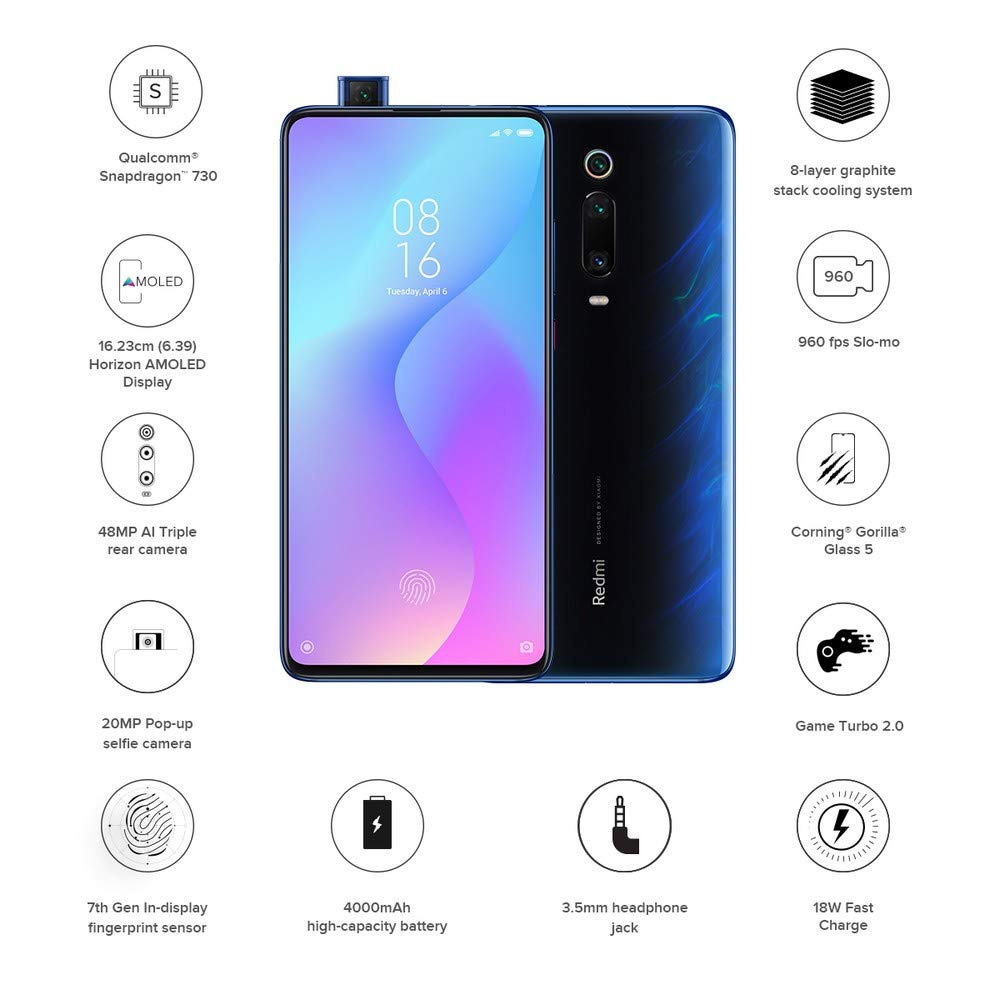 S
Qualcomm®
Snapdragon™ 730
AMOLED
16.23cm (6.39)
Horizon AMOLED
Display
48MP AI Triple
rear camera
20MP Pop-up
selfie camera
7th Gen In-display
fingerprint sensor
08
16
Tuesday, April 6
Redmi
DESIGNED BY XIAOMI
8-layer graphite
stack cooling system
960
960 fps Slo-mo
Corning® Gorilla®
Glass 5
Game Turbo 2.0
4000mAh
high-capacity battery
3.5mm headphone
jack
18W Fast
Charge